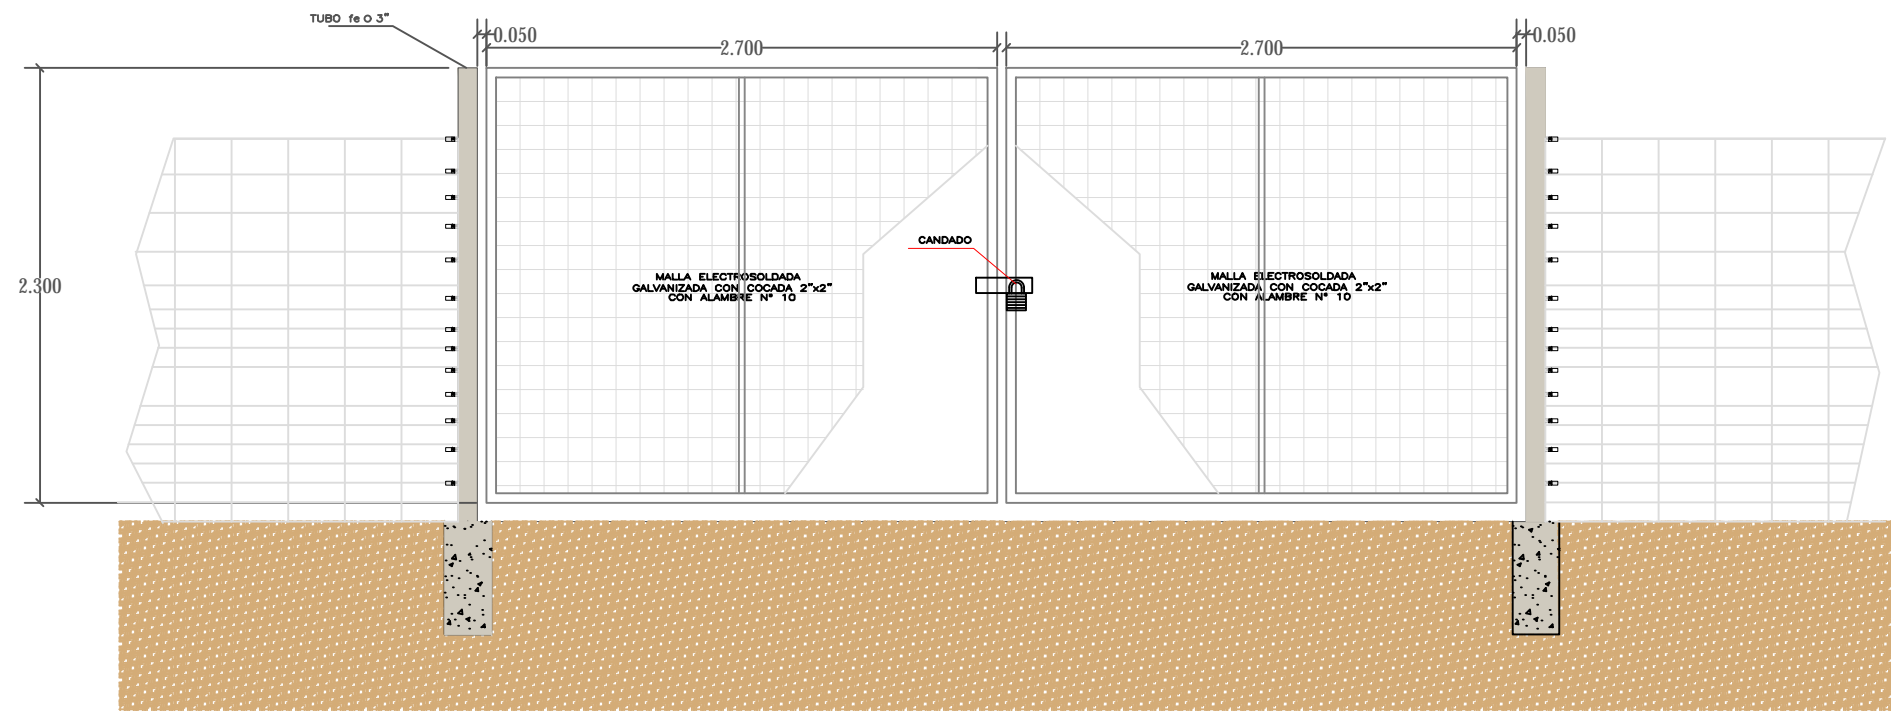 TUBO fe O 3"
0.050
2.700
2.700
0.050
2.300
CANDADO
MALLA ELECTROSOLDADA
GALVANIZADA CON COCADA 2"x2"
CON ALAMBRE N° 10
MALLA ELECTROSOLDADA
GALVANIZADA CON COCADA 2"x2"
CON ALAMBRE N° 10